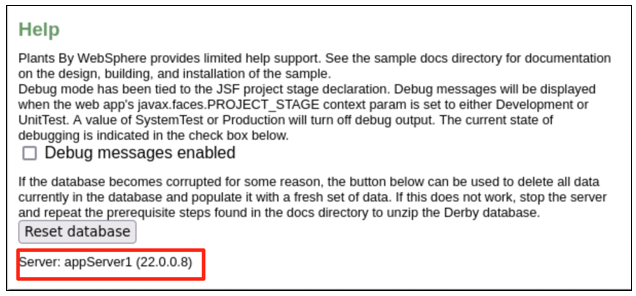 Help
Plants By WebSphere provides limited help support. See the sample docs directory for documentation
on the design, building, and installation of the sample.
Debug mode has been tied to the JSF project stage declaration. Debug messages will be displayed
when the web app's javax.faces.PROJECT_STAGE context param is set to either Development or
UnitTest. A value of SystemTest or Production will turn off debug output. The current state of
debugging is indicated in the check box below.
Debug messages enabled
If the database becomes corrupted for some reason, the button below can be used to delete all data
currently in the database and populate it with a fresh set of data. If this does not work, stop the server
and repeat the prerequisite steps found in the docs directory to unzip the Derby database.
Reset database
Server: appServer1 (22.0.0.8)